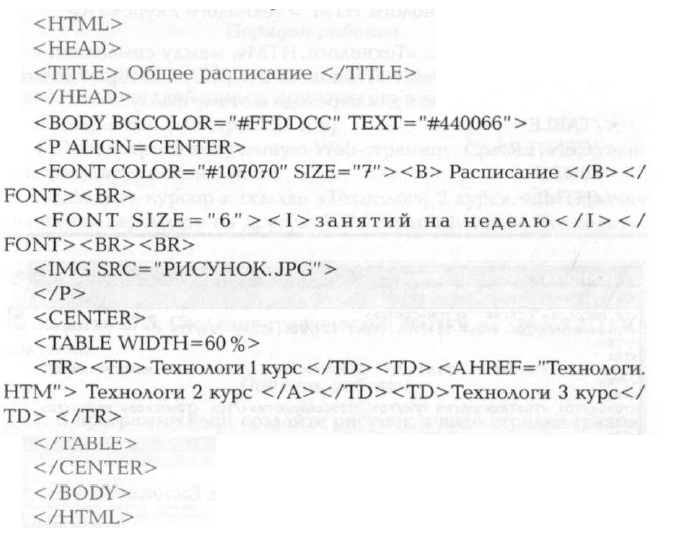 <HTML>
<HEAD>
<TITLE> Общее расписание </TITLE>
</HEAD>
<BODY BGCOLOR="#FFDDCC" TEXT="#440066">
<P ALIGN=CENTER>
<FONT COLOR="#107070" SIZE="7"><B> Расписание </B></
FONT><BR>
<FONT SIZE="6"><I>занятий на неделю</I></
FONT><BR><BR>
<IMG SRC="РИСУНОК.JPG">
</P>
<CENTER>
<TABLE WIDTH=60%>
<TR> <TD> Технологи 1 курс </TD><TD><A HREF="Технологи.
HTM"> Технологи 2 курс </A></TD><TD>Технологи 3 курс</
TD> </TR>
</TABLE>
</CENTER>
</BODY>
</HTML>